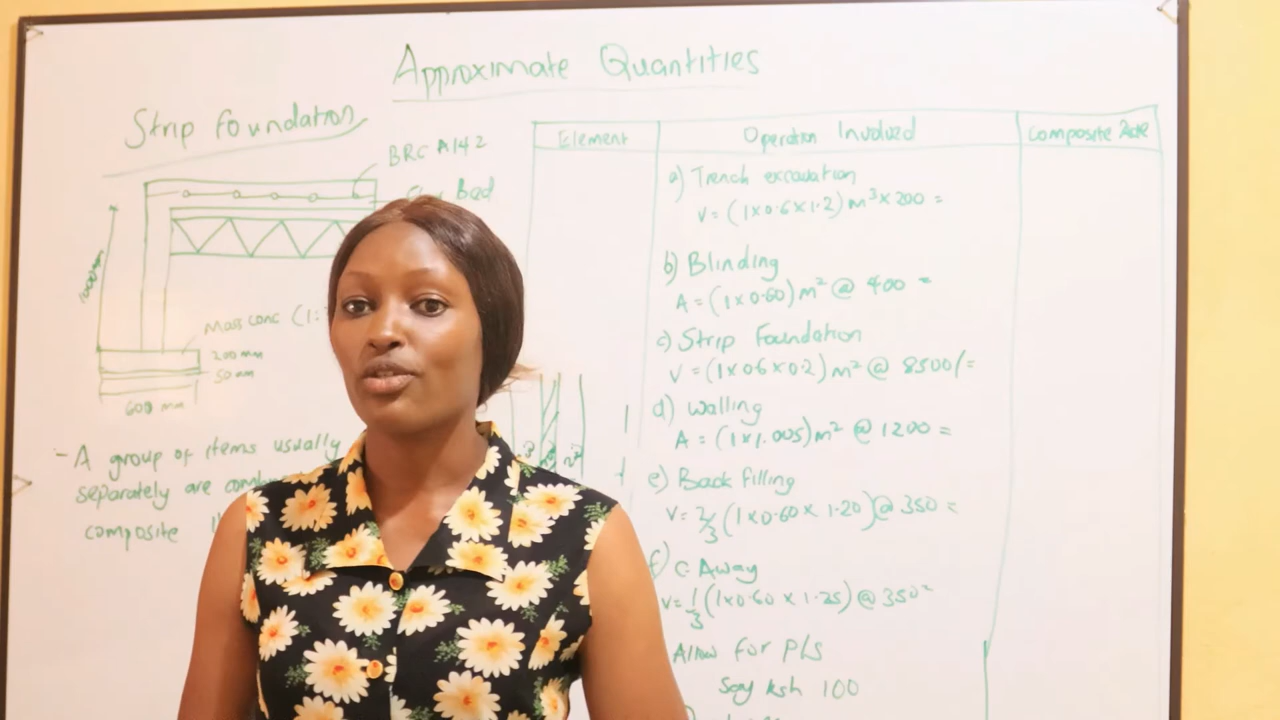 Approximate Quantities
Strip Foundation
BRC A142
Bed
1000mm
Mass conc (1:
200 mm
50 mm
600 mm
- A group of items usually
separately are
composite
Element
Operation Involved
Composite Rate
a) Trench excavation
V = (1x0.6x1.2) m³ x 200 =
b) Blinding
A = (1x0.60) m² @ 400 =
c) Strip Foundation
V = (1x0.6x0.2) m² @ 8500/=
d) Walling
A = (1x1.005) m² @ 1200 =
e) Back filling
V = 2/3 (1x0.60 x 1.20) @ 350 =
f) C. Away
V = 1/3 (1x0.60 x 1.25) @ 350=
Allow for P/S
Say ksh 100